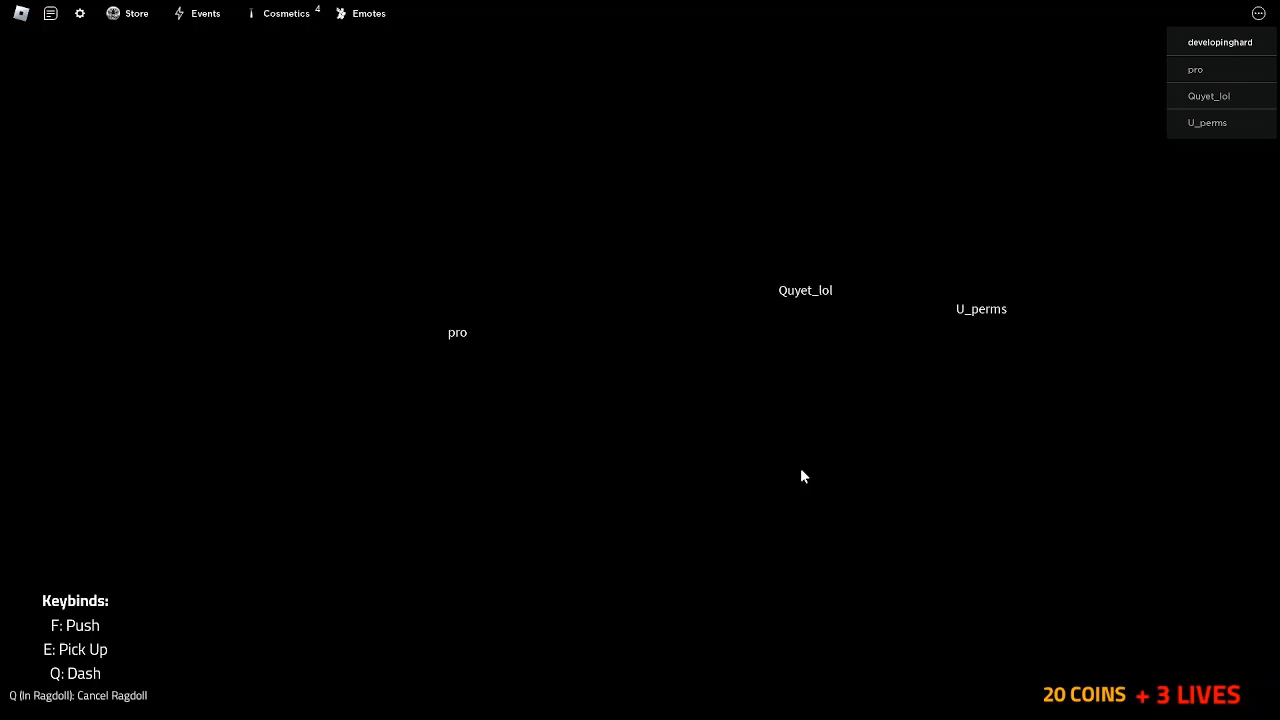 Store Events Cosmetics 4 Emotes
developinghard
pro
Quyet_lol
U_perms
Quyet_lol
U_perms
pro
Keybinds:
F: Push
E: Pick Up
Q: Dash
Q (In Ragdoll): Cancel Ragdoll
20 COINS + 3 LIVES